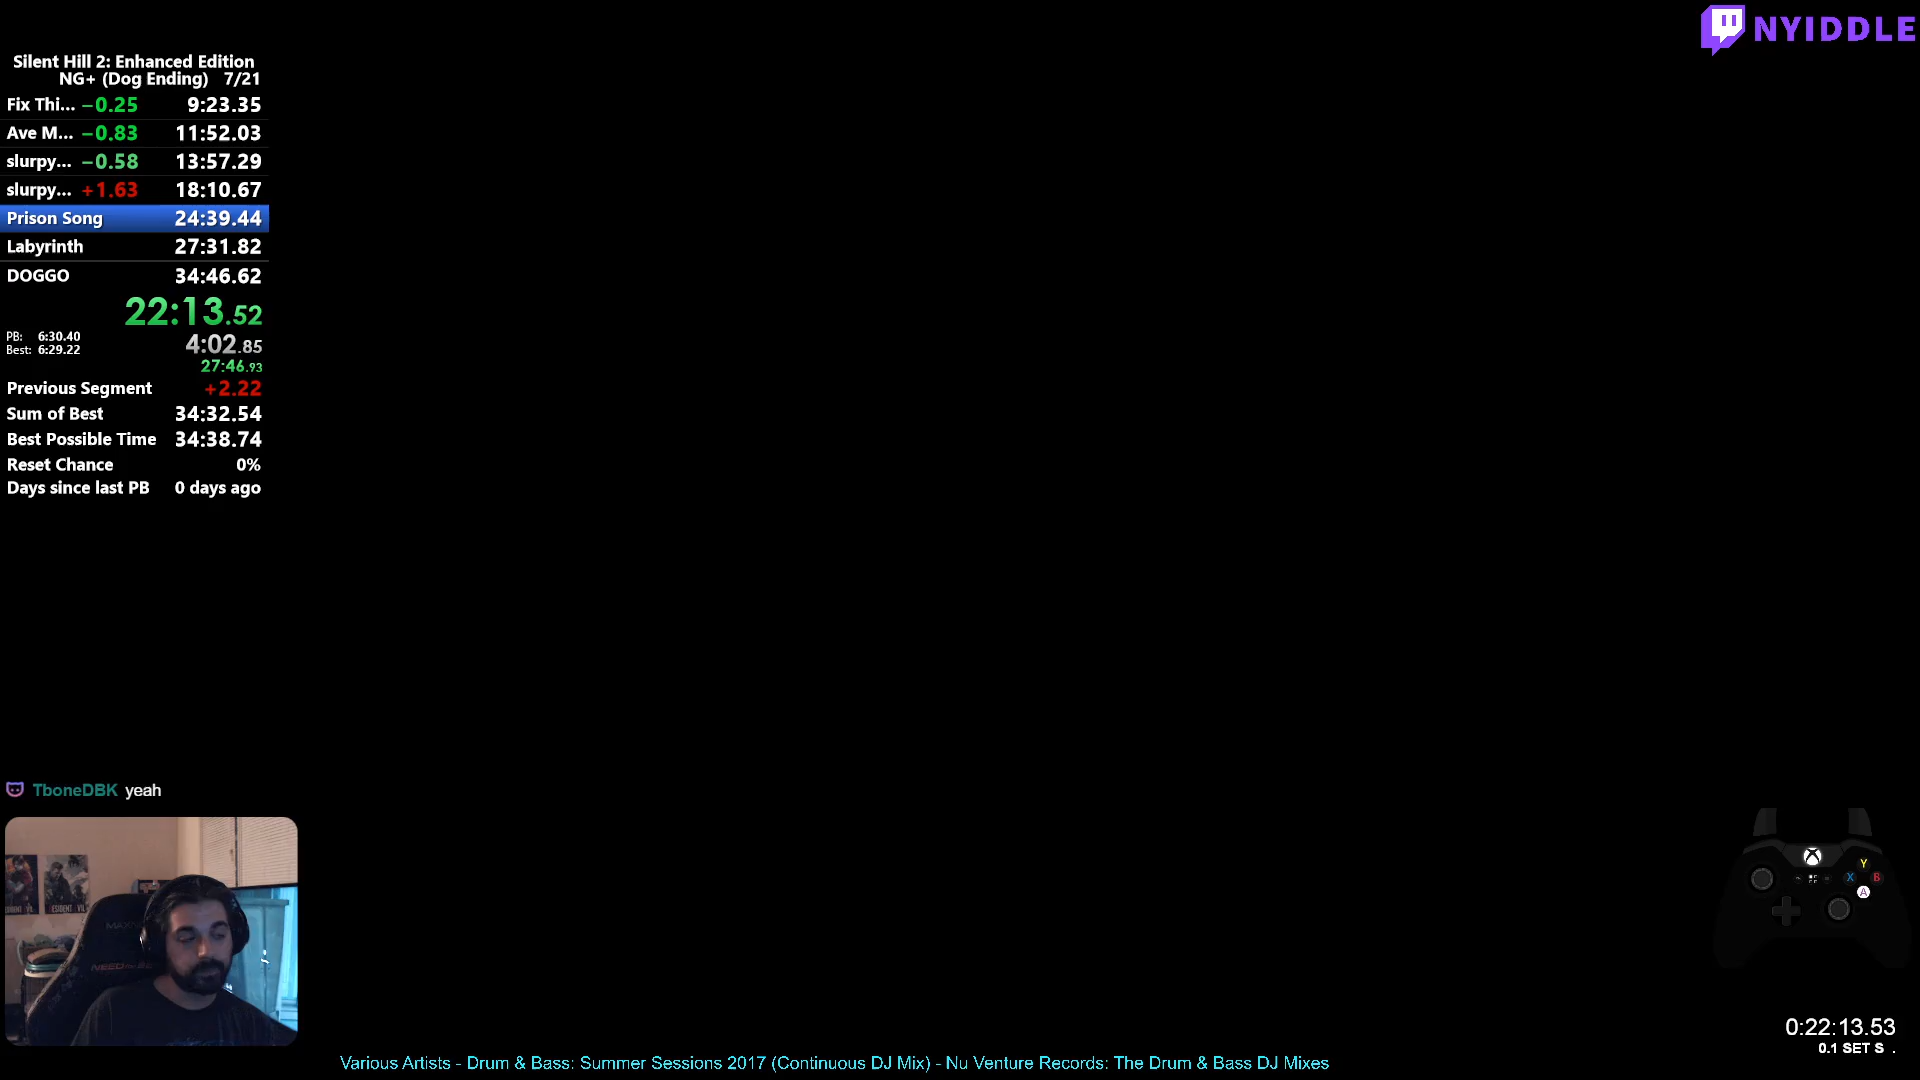 NYIDDLE
Silent Hill 2: Enhanced Edition
NG+ (Dog Ending) 7/21
Fix Thi... −0.25 9:23.35
Ave M... −0.83 11:52.03
slurpy... −0.58 13:57.29
slurpy... +1.63 18:10.67
Prison Song 24:39.44
Labyrinth 27:31.82
DOGGO 34:46.62
22:13.52
PB: 6:30.40
Best: 6:29.22
4:02.85
27:46.93
Previous Segment +2.22
Sum of Best 34:32.54
Best Possible Time 34:38.74
Reset Chance 0%
Days since last PB 0 days ago
TboneDBK yeah
Y
X B
A
0:22:13.53
0.1 SET S .
Various Artists - Drum & Bass: Summer Sessions 2017 (Continuous DJ Mix) - Nu Venture Records: The Drum & Bass DJ Mixes